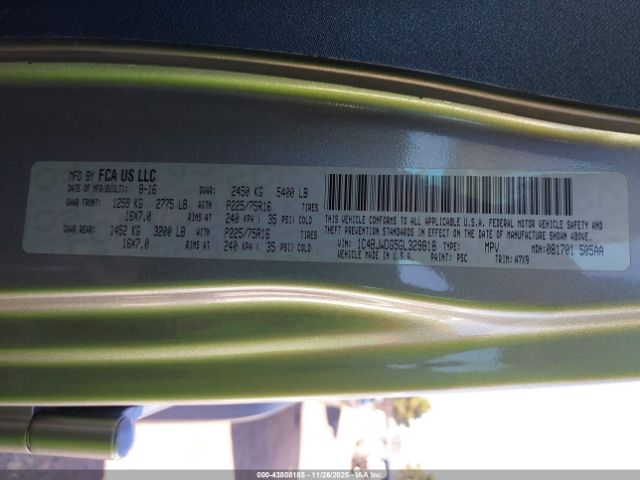 MFD BY FCA US LLC
DATE OF MFR(BUILT): 8-16 GVWR: 2450 KG 5400 LB
GAWR FRONT: 1259 KG 2775 LB WITH P225/75R16 TIRES
16X7.0 RIMS AT 240 KPA ( 35 PSI) COLD
GAWR REAR: 1452 KG 3200 LB WITH P225/75R16 TIRES
16X7.0 RIMS AT 240 KPA ( 35 PSI) COLD
THIS VEHICLE CONFORMS TO ALL APPLICABLE U.S.A. FEDERAL MOTOR VEHICLE SAFETY AND THEFT
PREVENTION STANDARDS IN EFFECT ON THE DATE OF MANUFACTURE SHOWN ABOVE.
VIN: 1C4BJWDG5GL329818 TYPE: MPV MDH: 081701 505AA
MADE IN U.S.A. PAINT: PSC TRIM: A7X9
000-43808185 11/26/2025 IAA Inc.